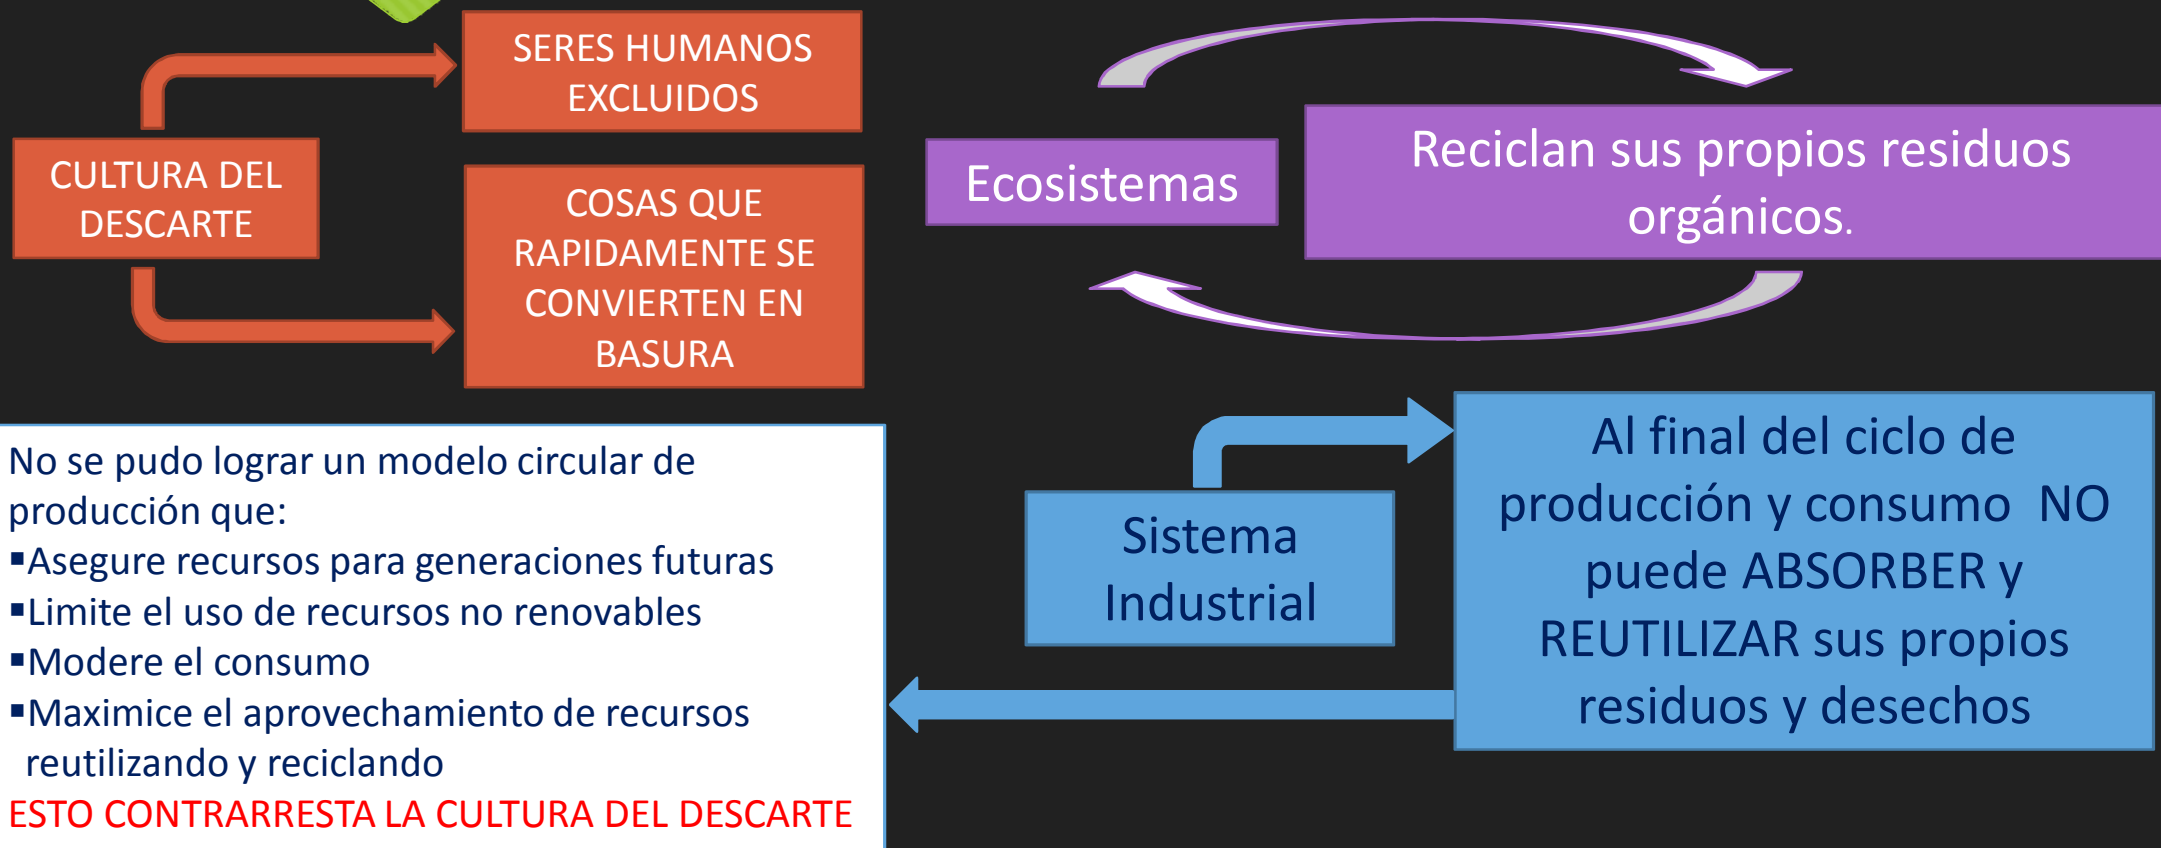 SERES HUMANOS
EXCLUIDOS
CULTURA DEL
DESCARTE
COSAS QUE
RAPIDAMENTE SE
CONVIERTEN EN
BASURA
Ecosistemas
Reciclan sus propios residuos
orgánicos.
Sistema
Industrial
Al final del ciclo de
producción y consumo  NO
puede ABSORBER y
REUTILIZAR sus propios
residuos y desechos
No se pudo lograr un modelo circular de
producción que:
▪Asegure recursos para generaciones futuras
▪Limite el uso de recursos no renovables
▪Modere el consumo
▪Maximice el aprovechamiento de recursos
reutilizando y reciclando
ESTO CONTRARRESTA LA CULTURA DEL DESCARTE